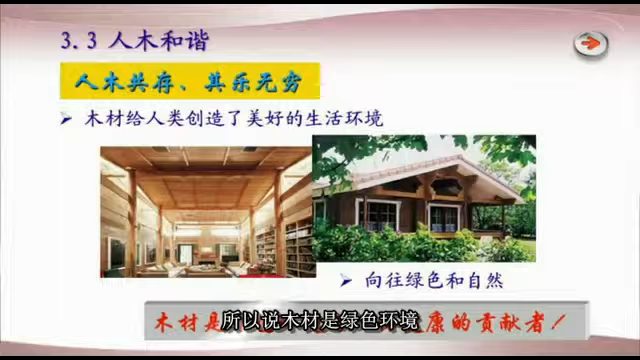 3.3 人木和谐
人木共存、其乐无穷
➢ 木材给人类创造了美好的生活环境
➢ 向往绿色和自然
木材是 康的贡献者！
所以说木材是绿色环境